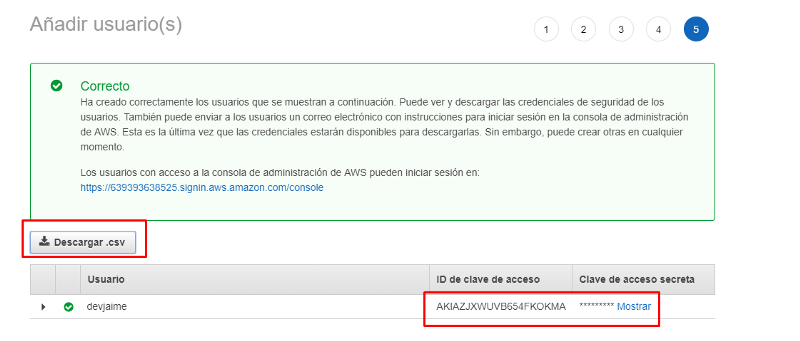 Añadir usuario(s)
1 2 3 4 5
Correcto
Ha creado correctamente los usuarios que se muestran a continuación. Puede ver y descargar las credenciales de seguridad de los
usuarios. También puede enviar a los usuarios un correo electrónico con instrucciones para iniciar sesión en la consola de administración
de AWS. Esta es la última vez que las credenciales estarán disponibles para descargarlas. Sin embargo, puede crear otras en cualquier
momento.
Los usuarios con acceso a la consola de administración de AWS pueden iniciar sesión en:
https://639393638525.signin.aws.amazon.com/console
Descargar .csv
Usuario ID de clave de acceso Clave de acceso secreta
devjaime AKIAZJXWUVB654FKOKMA ********* Mostrar